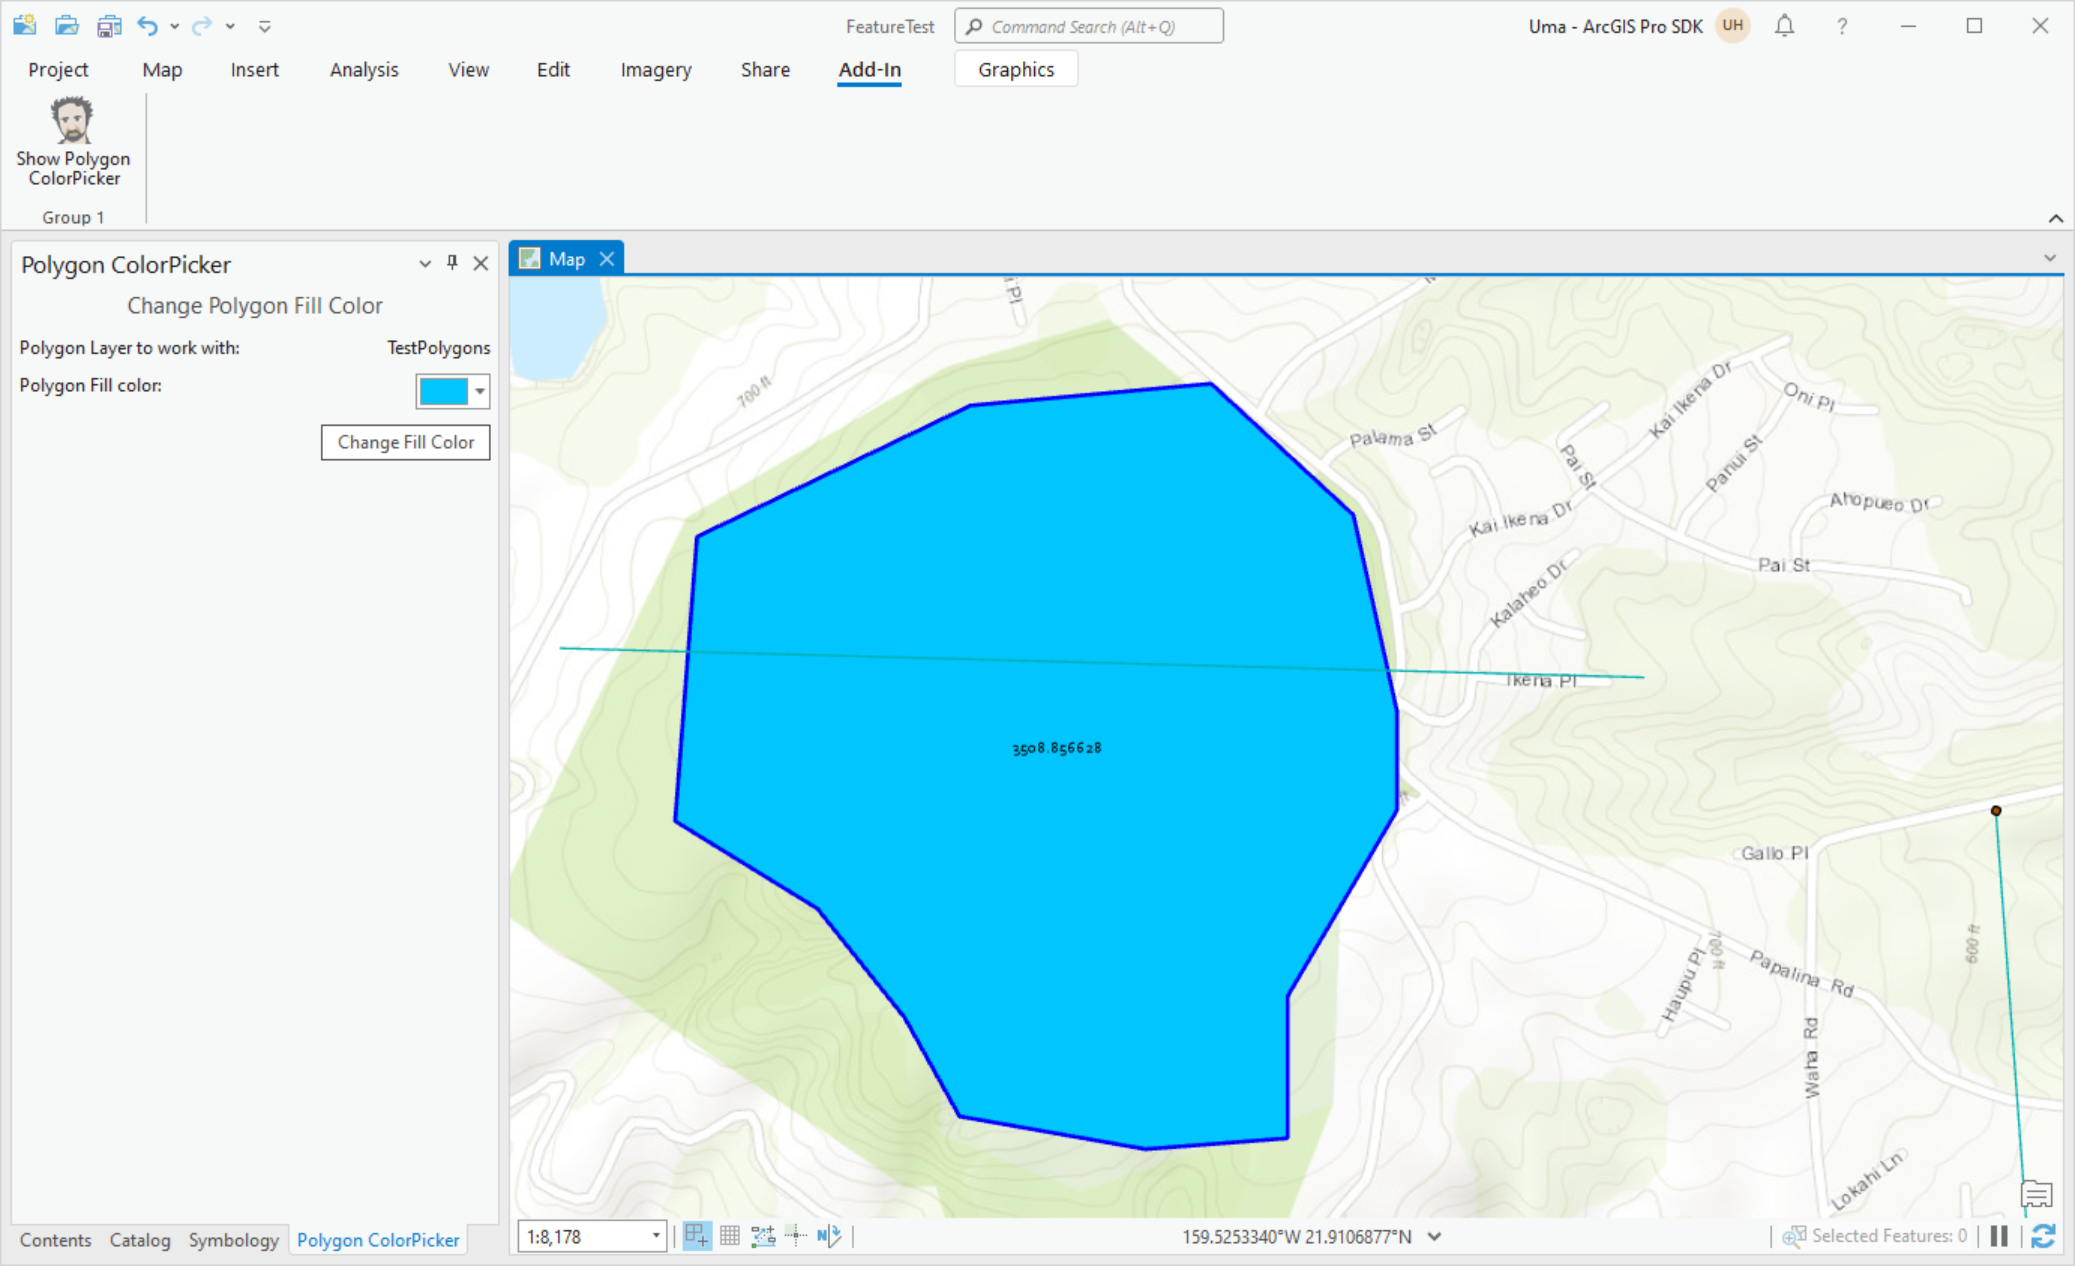 FeatureTest
Command Search (Alt+Q)
Uma - ArcGIS Pro SDK
UH
?
Project Map Insert Analysis View Edit Imagery Share Add-In Graphics
Show Polygon
ColorPicker
Group 1
Polygon ColorPicker
Change Polygon Fill Color
Polygon Layer to work with: TestPolygons
Polygon Fill color:
Change Fill Color
Map
700 ft
Palama St
Kai Ikena Dr
Oni Pl
Pai St
Panui St
Ahopueo Dr
Kai Ikena Dr
Pai St
Kalaheo Dr
Ikena Pl
3508.856628
Gallo Pl
600 ft
700 ft
Haupu Pl
Papalina Rd
Waha Rd
Lokahi Ln
Contents Catalog Symbology Polygon ColorPicker
1:8,178
159.5253340°W 21.9106877°N
Selected Features: 0